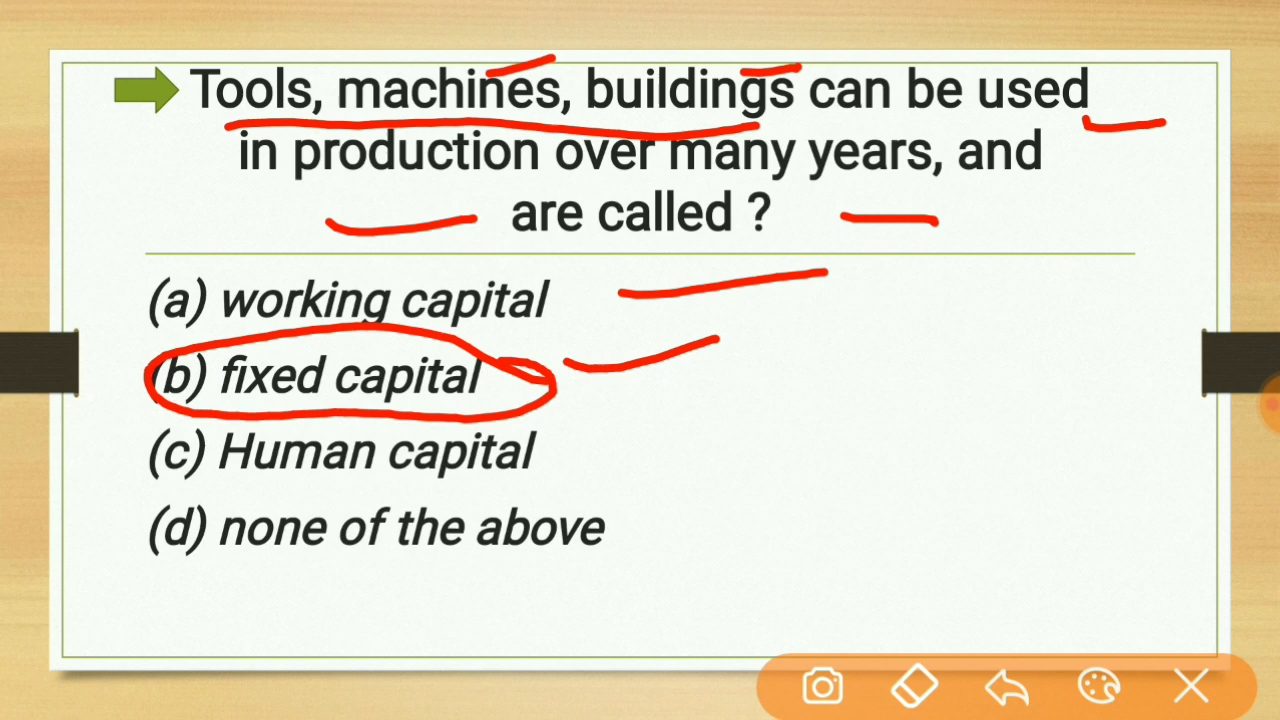 Tools, machines, buildings can be used
in production over many years, and
are called ?
(a) working capital
(b) fixed capital
(c) Human capital
(d) none of the above